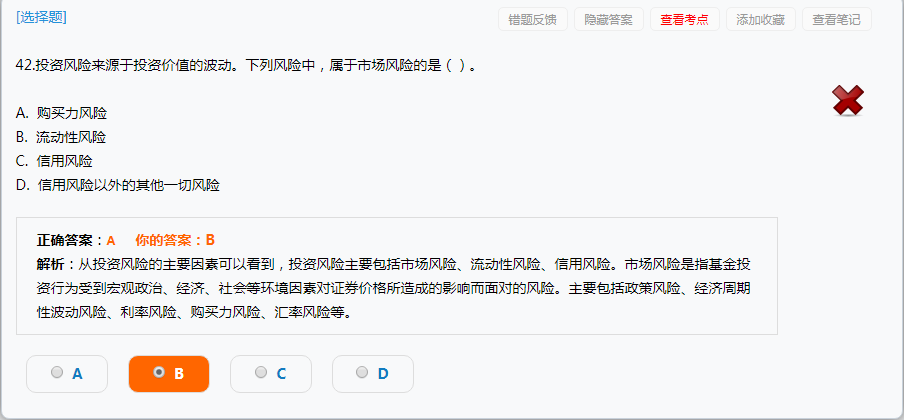 [选择题]
错题反馈 隐藏答案 查看考点 添加收藏 查看笔记
42.投资风险来源于投资价值的波动。下列风险中，属于市场风险的是 ( ) 。
A. 购买力风险
B. 流动性风险
C. 信用风险
D. 信用风险以外的其他一切风险
正确答案：A 你的答案：B
解析：从投资风险的主要因素可以看到，投资风险主要包括市场风险、流动性风险、信用风险。市场风险是指基金投
资行为受到宏观政治、经济、社会等环境因素对证券价格所造成的影响而面对的风险。主要包括政策风险、经济周期
性波动风险、利率风险、购买力风险、汇率风险等。
A B C D